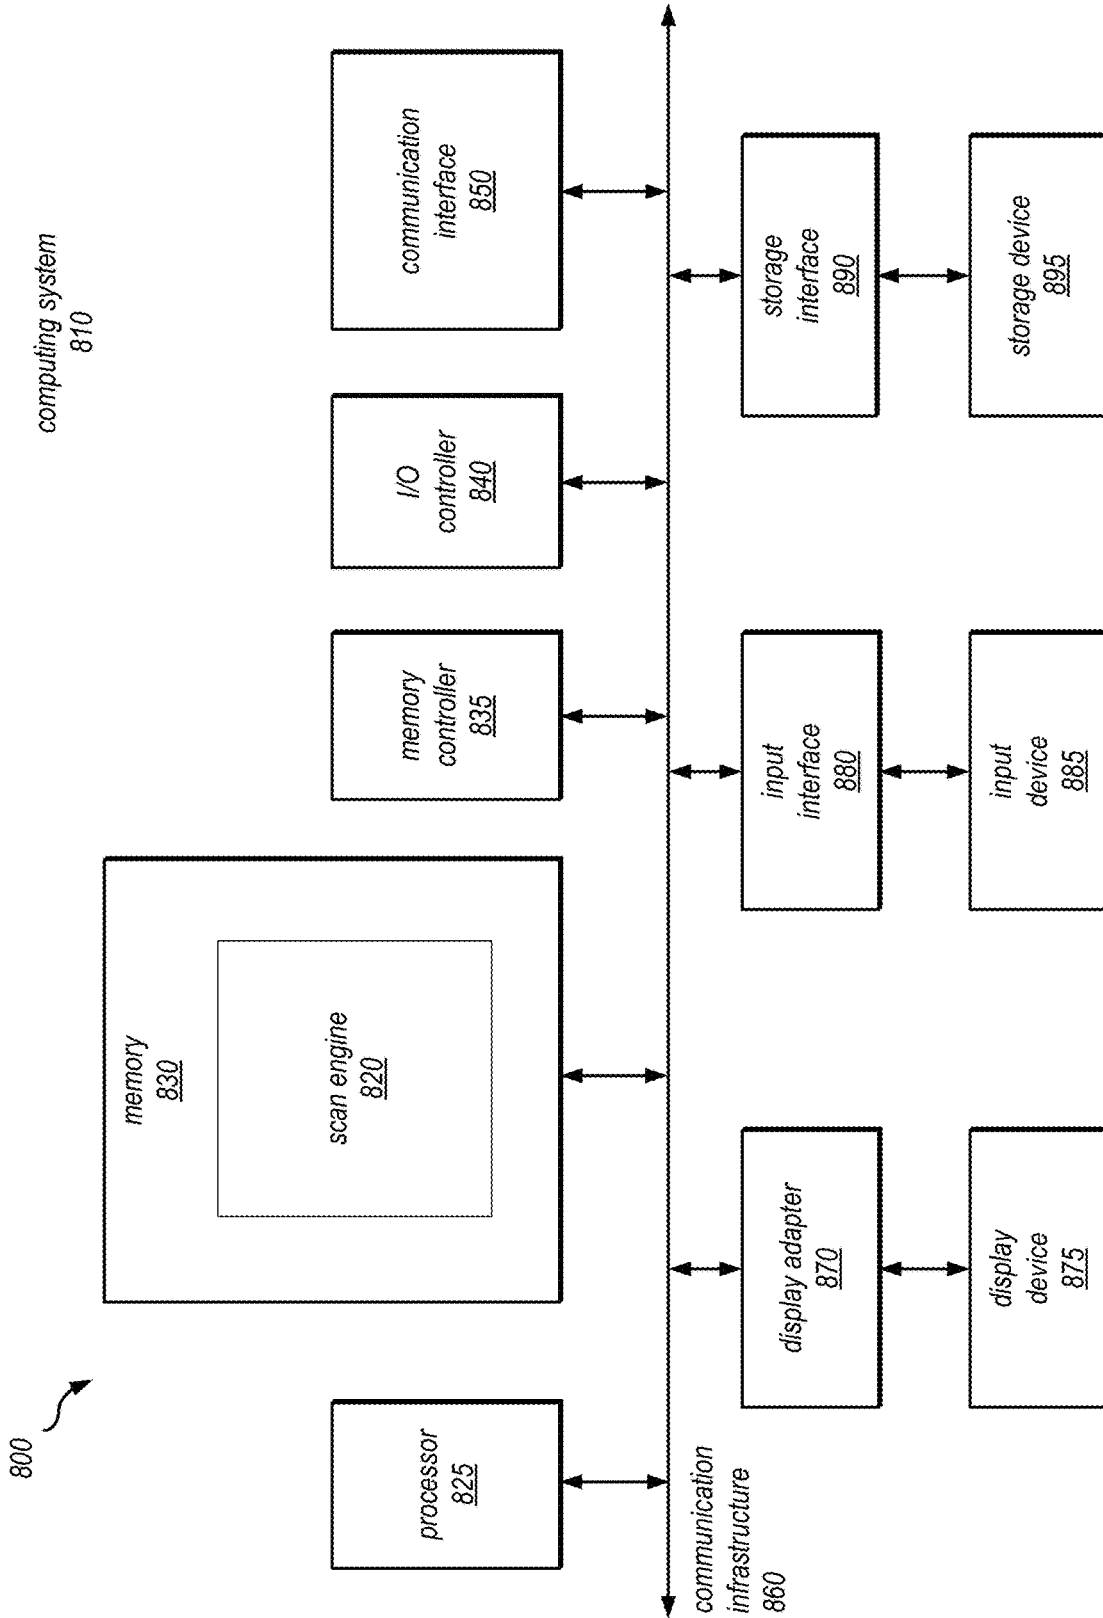 800
computing system
810
processor
825
memory
830
scan engine
820
memory
controller
835
I/O
controller
840
communication
interface
850
communication
infrastructure
860
display adapter
870
input
interface
880
storage
interface
890
display
device
875
input
device
885
storage device
895